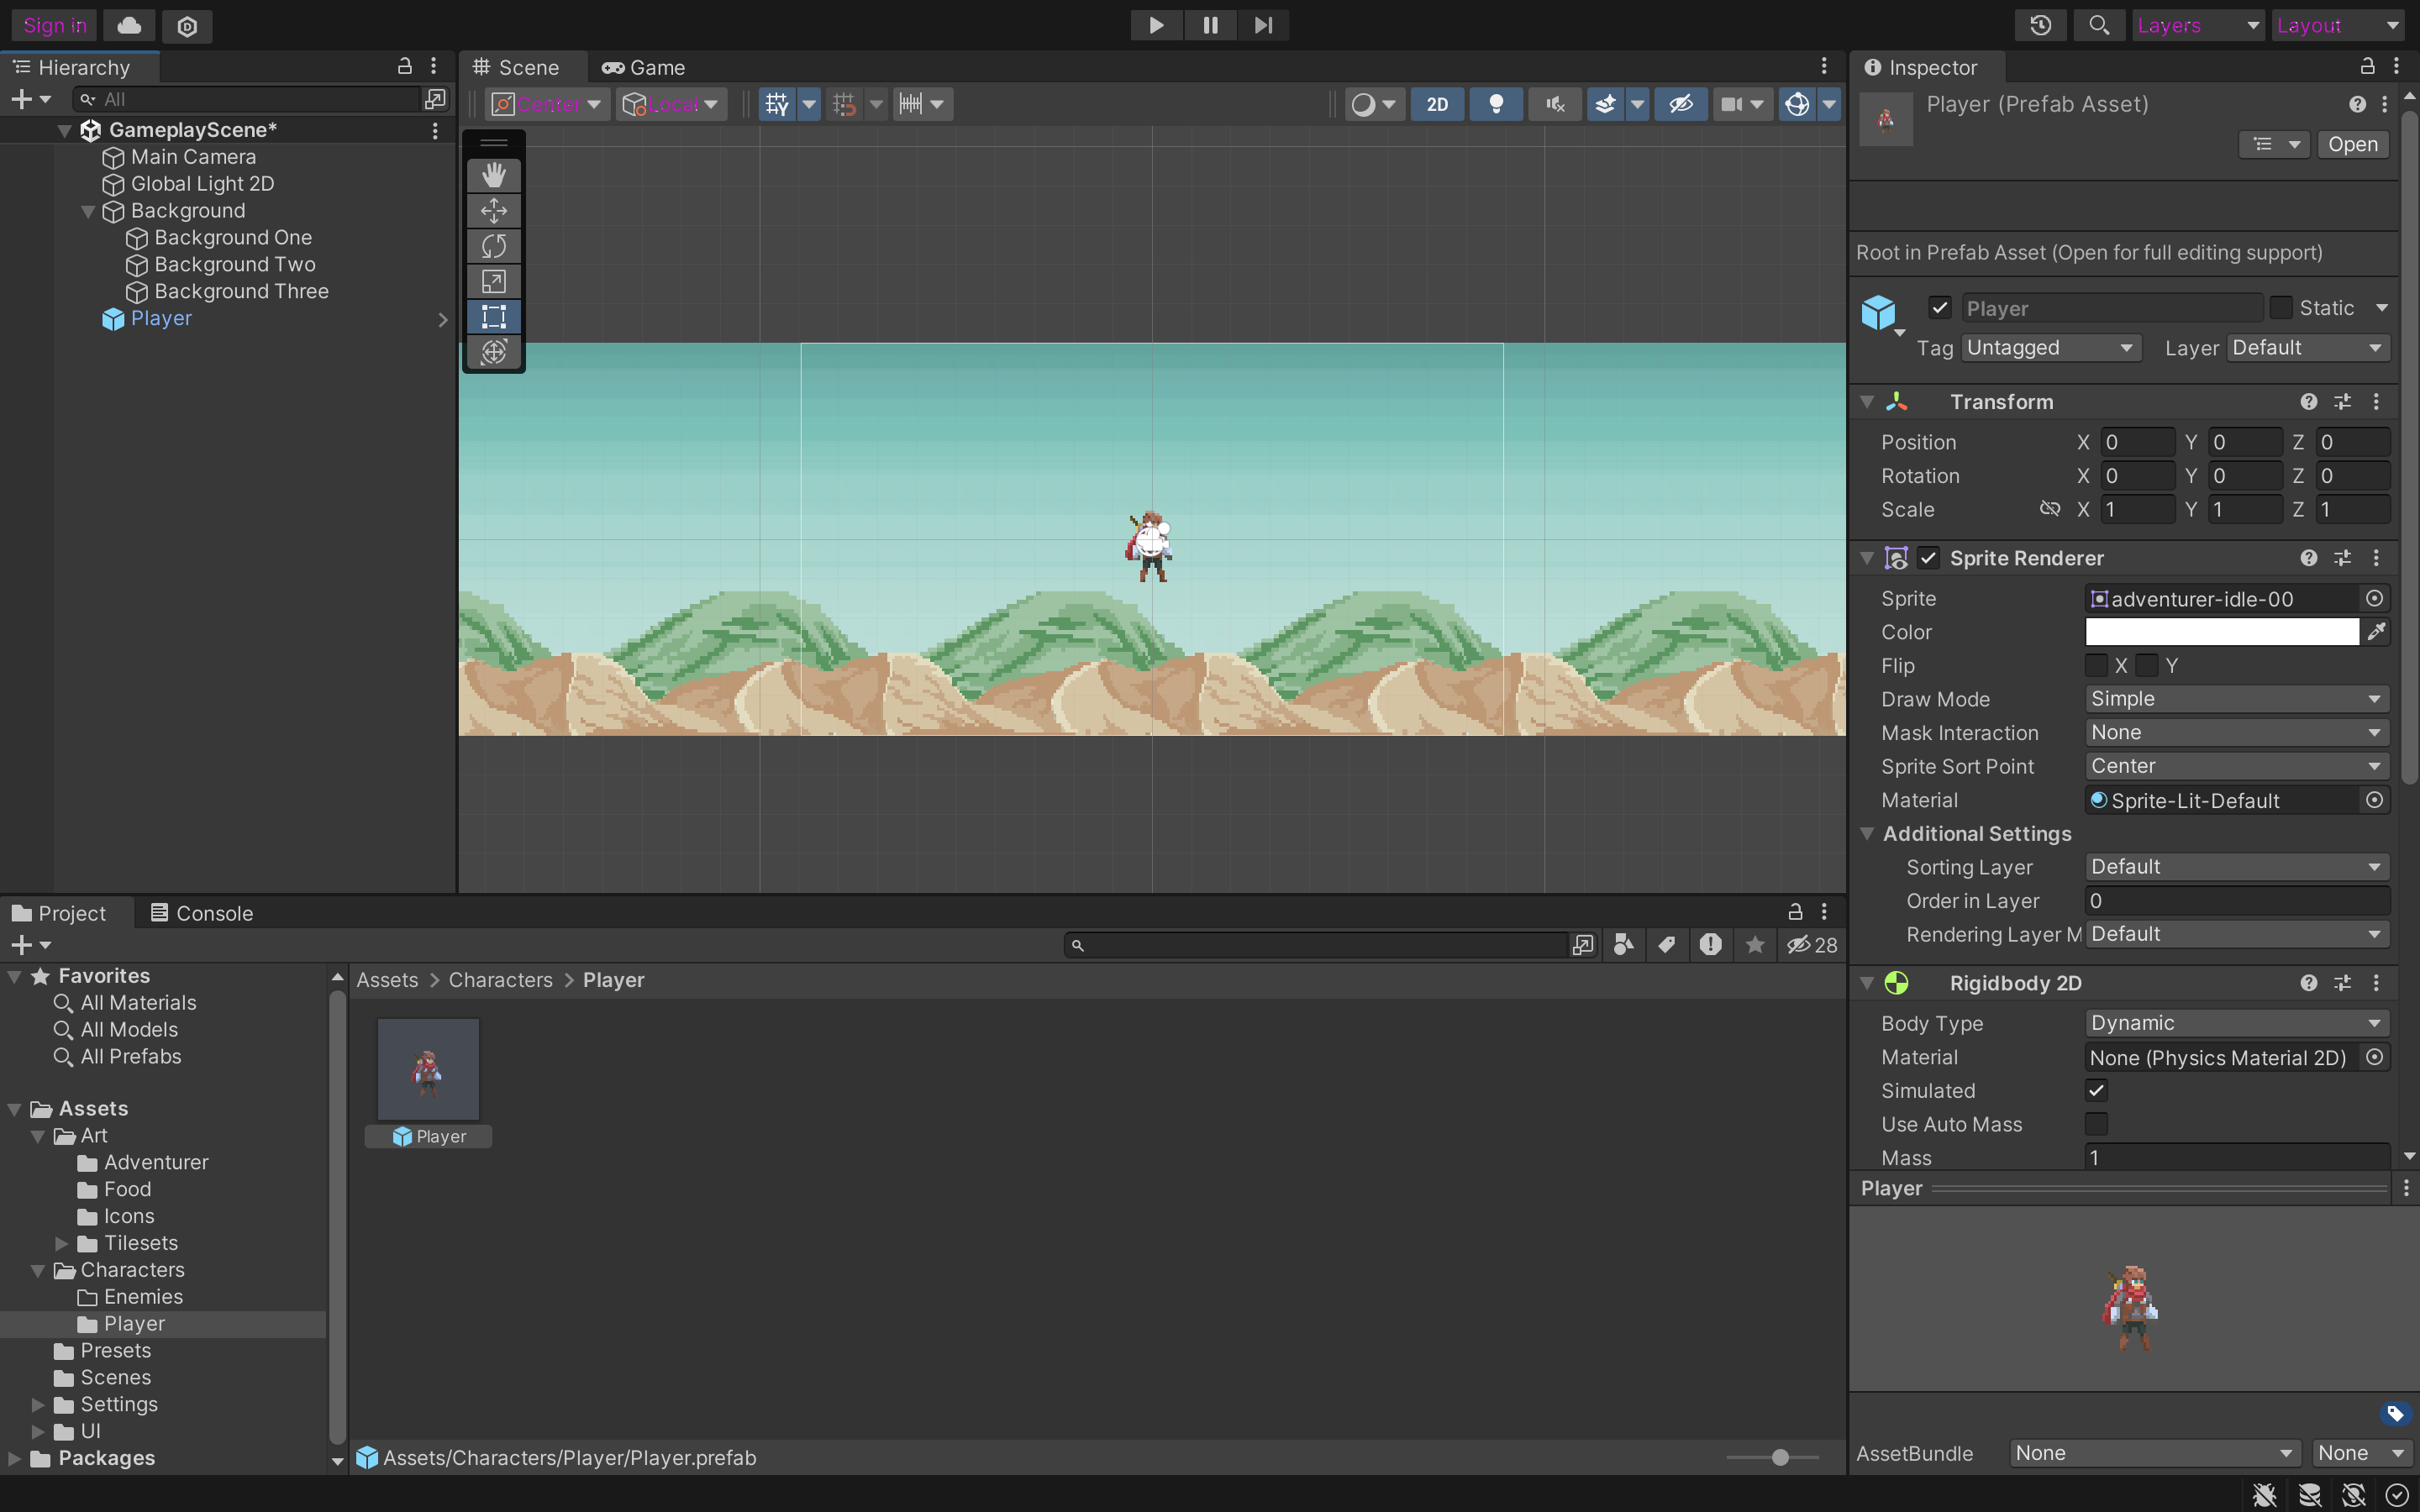 Sign in
Layers
Layout
Hierarchy
All
GameplayScene*
Main Camera
Global Light 2D
Background
Background One
Background Two
Background Three
Player
Scene
Game
Center
Local
2D
Inspector
Player (Prefab Asset)
Open
Root in Prefab Asset (Open for full editing support)
Player
Static
Tag
Untagged
Layer
Default
Transform
Position X 0 Y 0 Z 0
Rotation X 0 Y 0 Z 0
Scale X 1 Y 1 Z 1
Sprite Renderer
Sprite adventurer-idle-00
Color
Flip X Y
Draw Mode Simple
Mask Interaction None
Sprite Sort Point Center
Material Sprite-Lit-Default
Additional Settings
Sorting Layer Default
Order in Layer 0
Rendering Layer M Default
Rigidbody 2D
Body Type Dynamic
Material None (Physics Material 2D)
Simulated
Use Auto Mass
Mass 1
Player
AssetBundle None None
Project
Console
28
Favorites
All Materials
All Models
All Prefabs
Assets
Art
Adventurer
Food
Icons
Tilesets
Characters
Enemies
Player
Presets
Scenes
Settings
UI
Packages
Assets > Characters > Player
Player
Assets/Characters/Player/Player.prefab